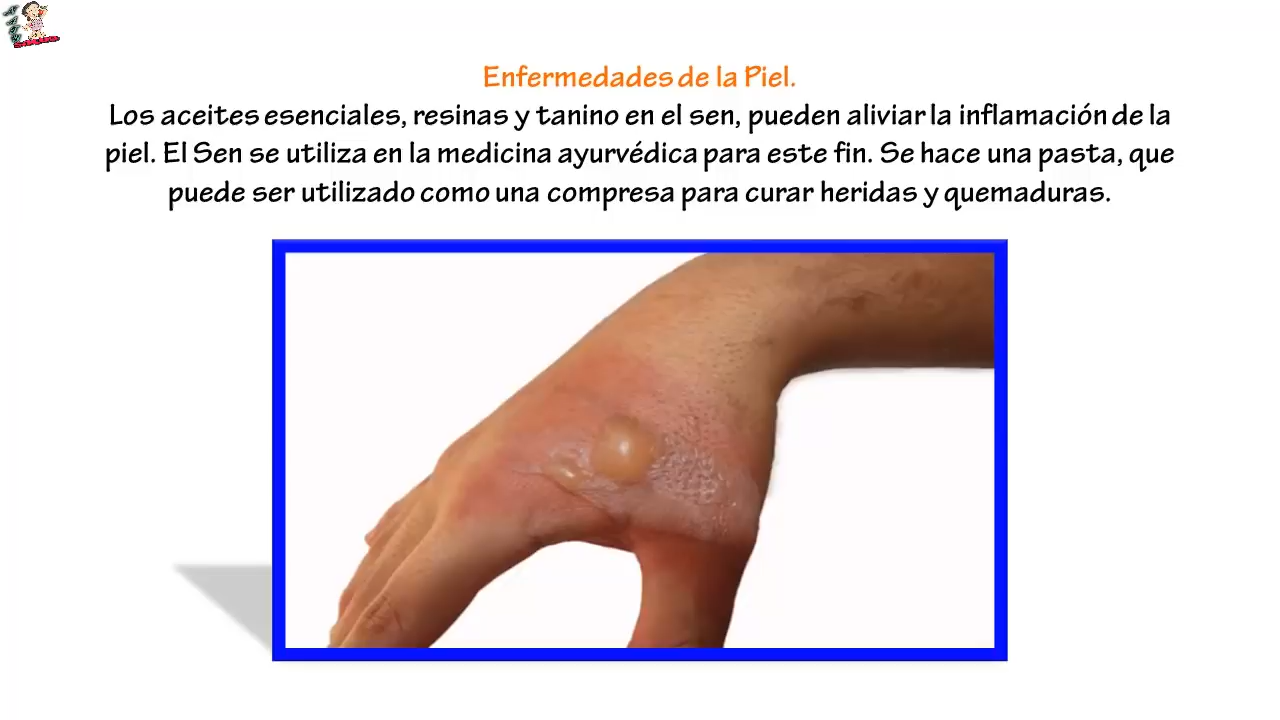 Enfermedades de la Piel.
Los aceites esenciales, resinas y tanino en el sen, pueden aliviar la inflamación de la
piel. El Sen se utiliza en la medicina ayurvédica para este fin. Se hace una pasta, que
puede ser utilizado como una compresa para curar heridas y quemaduras.